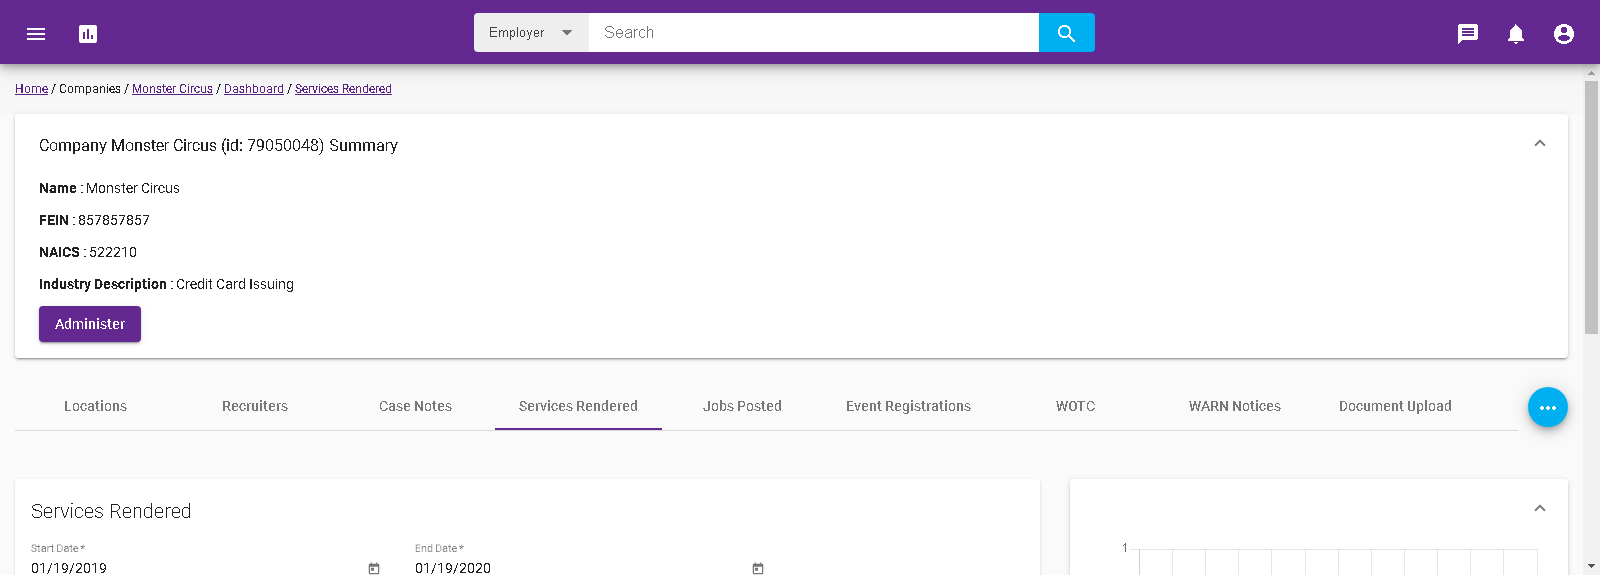 Employer Search
Home / Companies / Monster Circus / Dashboard / Services Rendered
Company Monster Circus (id: 79050048) Summary
Name : Monster Circus
FEIN : 857857857
NAICS : 522210
Industry Description : Credit Card Issuing
Administer
Locations Recruiters Case Notes Services Rendered Jobs Posted Event Registrations WOTC WARN Notices Document Upload
Services Rendered
Start Date * End Date *
01/19/2019 01/19/2020
1